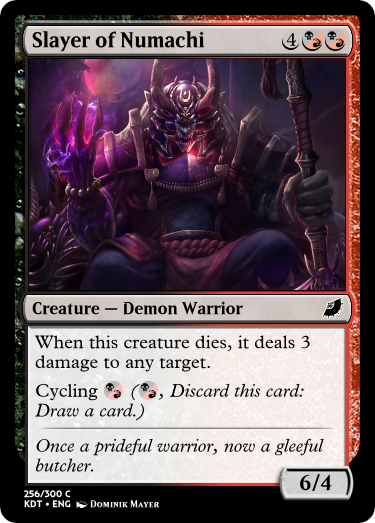 Slayer of Numachi 4
Creature — Demon Warrior
When this creature dies, it deals 3
damage to any target.
Cycling (, Discard this card:
Draw a card.)
Once a prideful warrior, now a gleeful
butcher.
6/4
256/300 C
KDT • ENG Dominik Mayer